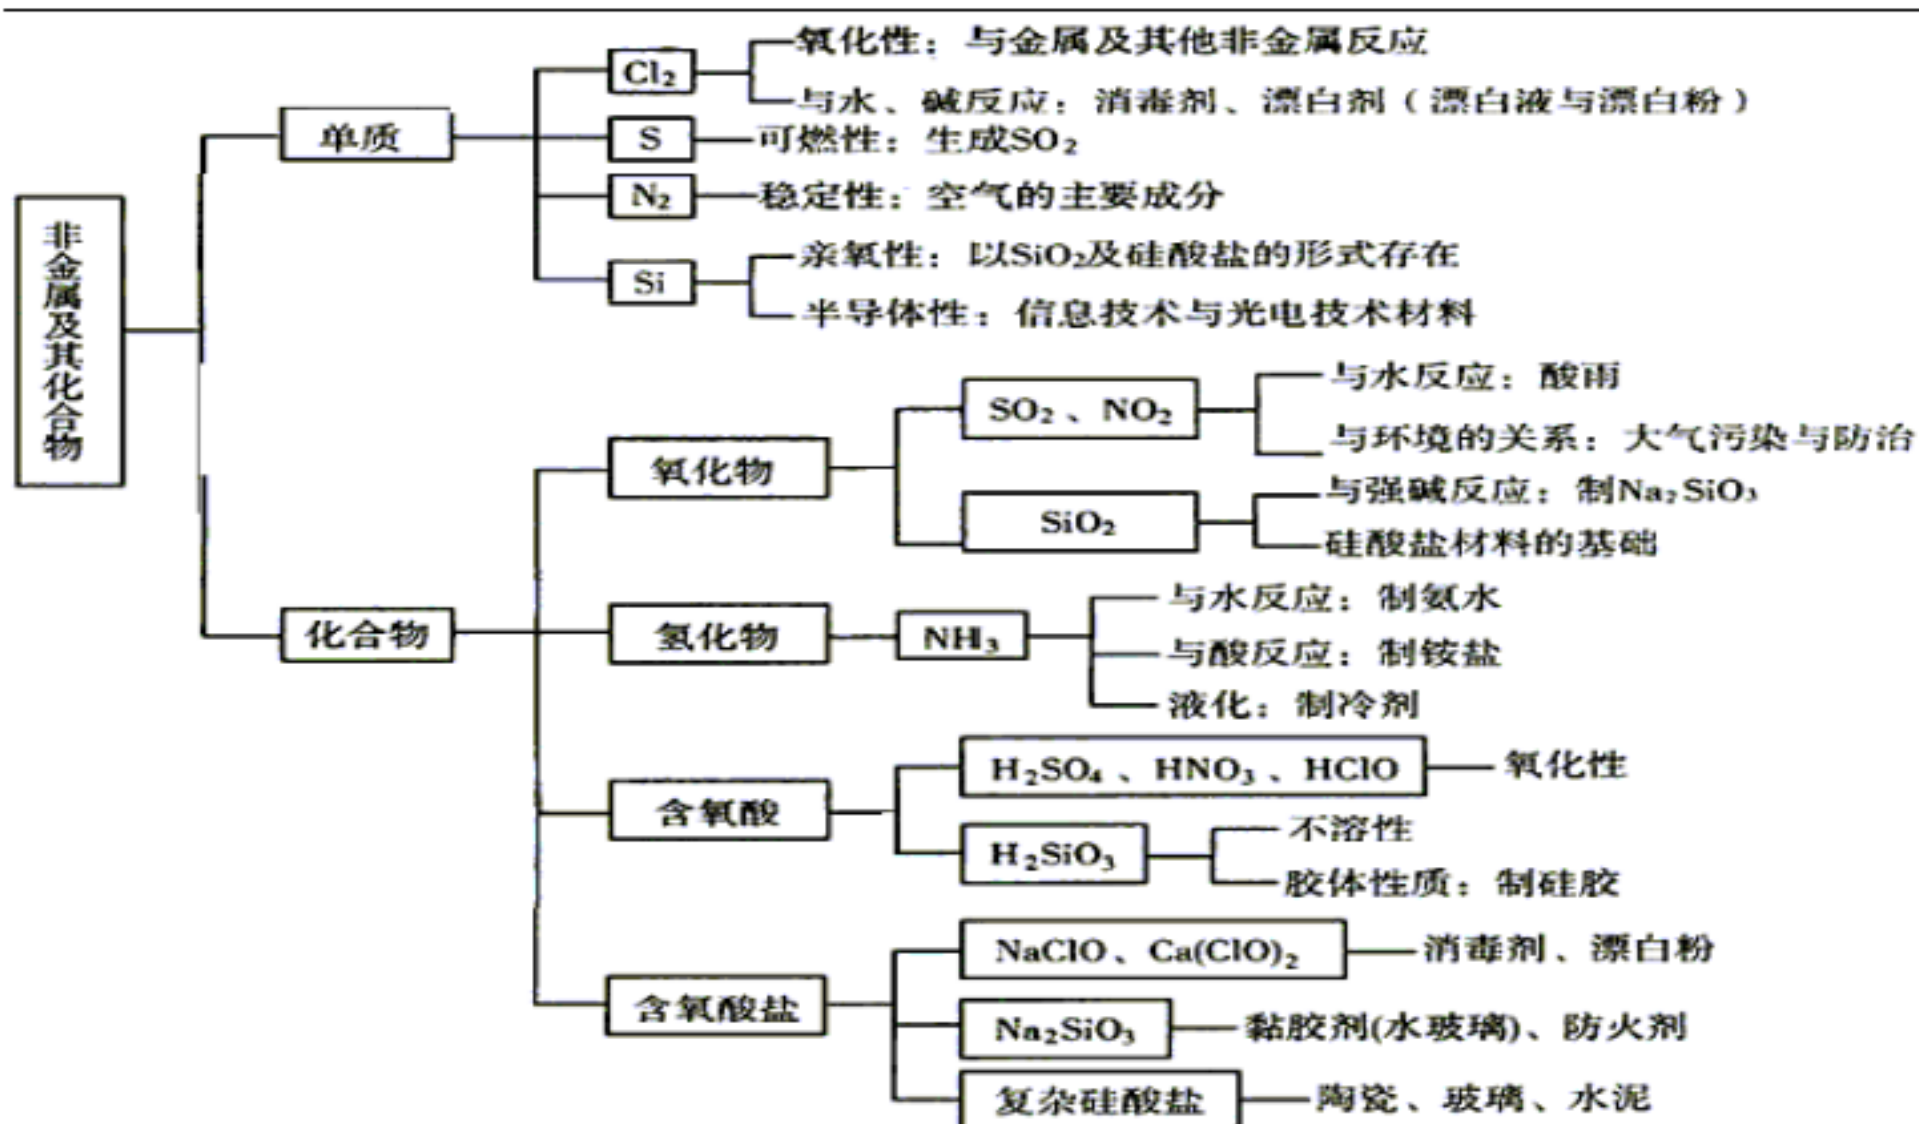 非金属及其化合物
单质
Cl₂
氧化性：与金属及其他非金属反应
与水、碱反应：消毒剂、漂白剂（漂白液与漂白粉）
S
可燃性：生成SO₂
N₂
稳定性：空气的主要成分
Si
亲氧性：以SiO₂及硅酸盐的形式存在
半导体性：信息技术与光电技术材料
化合物
氧化物
SO₂、NO₂
与水反应：酸雨
与环境的关系：大气污染与防治
SiO₂
与强碱反应：制Na₂SiO₃
硅酸盐材料的基础
氢化物
NH₃
与水反应：制氨水
与酸反应：制铵盐
液化：制冷剂
含氧酸
H₂SO₄、HNO₃、HClO
氧化性
H₂SiO₃
不溶性
胶体性质：制硅胶
含氧酸盐
NaClO、Ca(ClO)₂
消毒剂、漂白粉
Na₂SiO₃
黏胶剂(水玻璃)、防火剂
复杂硅酸盐
陶瓷、玻璃、水泥